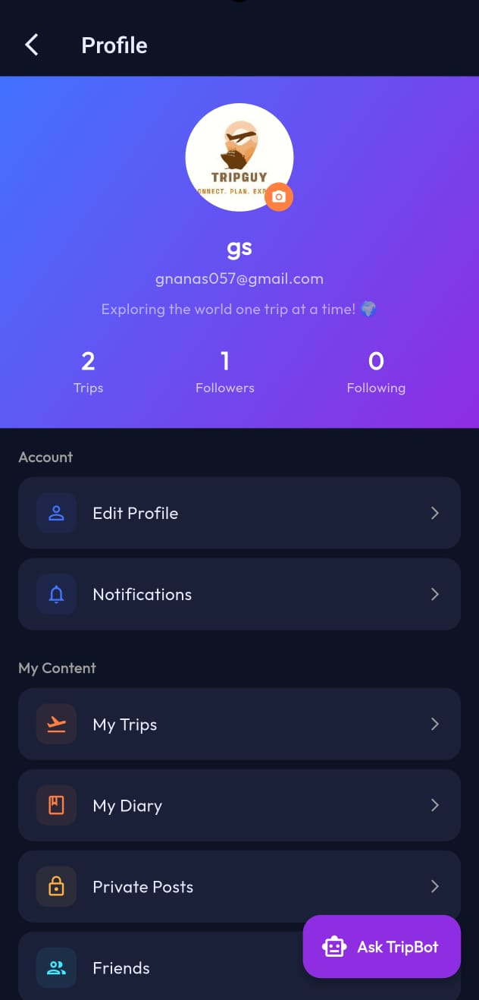 Profile
TRIPGUY
ONNECT. PLAN. EXP
gs
gnanas057@gmail.com
Exploring the world one trip at a time! 🌍
2 1 0
Trips Followers Following
Account
Edit Profile
Notifications
My Content
My Trips
My Diary
Private Posts
Ask TripBot
Friends